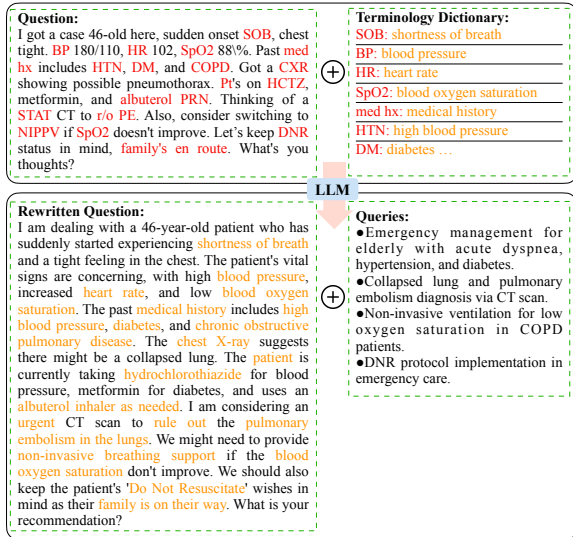 Question:
I got a case 46-old here, sudden onset SOB, chest
tight. BP 180/110, HR 102, SpO2 88\%. Past med
hx includes HTN, DM, and COPD. Got a CXR
showing possible pneumothorax. Pt's on HCTZ,
metformin, and albuterol PRN. Thinking of a
STAT CT to r/o PE. Also, consider switching to
NIPPV if SpO2 doesn't improve. Let's keep DNR
status in mind, family's en route. What's you
thoughts?
Terminology Dictionary:
SOB: shortness of breath
BP: blood pressure
HR: heart rate
SpO2: blood oxygen saturation
med hx: medical history
HTN: high blood pressure
DM: diabetes ...
LLM
Rewritten Question:
I am dealing with a 46-year-old patient who has
suddenly started experiencing shortness of breath
and a tight feeling in the chest. The patient's vital
signs are concerning, with high blood pressure,
increased heart rate, and low blood oxygen
saturation. The past medical history includes high
blood pressure, diabetes, and chronic obstructive
pulmonary disease. The chest X-ray suggests
there might be a collapsed lung. The patient is
currently taking hydrochlorothiazide for blood
pressure, metformin for diabetes, and uses an
albuterol inhaler as needed. I am considering an
urgent CT scan to rule out the pulmonary
embolism in the lungs. We might need to provide
non-invasive breathing support if the blood
oxygen saturation don't improve. We should also
keep the patient's 'Do Not Resuscitate' wishes in
mind as their family is on their way. What is your
recommendation?
Queries:
●Emergency management for
elderly with acute dyspnea,
hypertension, and diabetes.
●Collapsed lung and pulmonary
embolism diagnosis via CT scan.
●Non-invasive ventilation for low
oxygen saturation in COPD
patients.
●DNR protocol implementation in
emergency care.